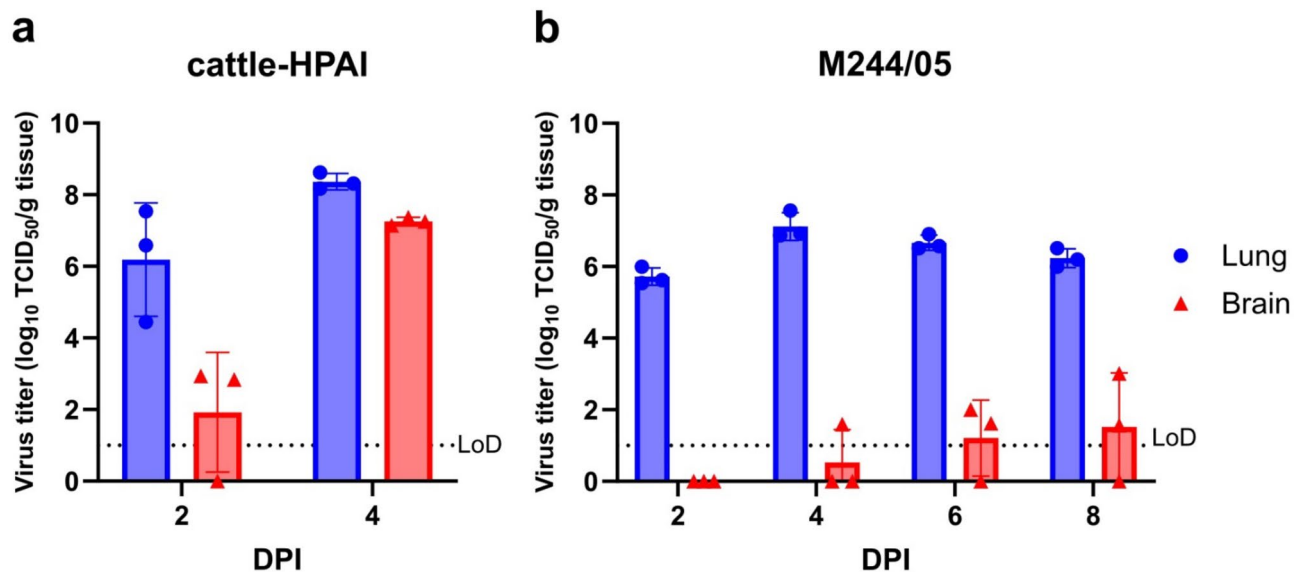 a
cattle-HPAI
Virus titer (log10 TCID50/g tissue)
10
8
6
4
2
0
LoD
2 4
DPI
b
M244/05
Virus titer (log10 TCID50/g tissue)
10
8
6
4
2
0
LoD
2 4 6 8
DPI
Lung
Brain